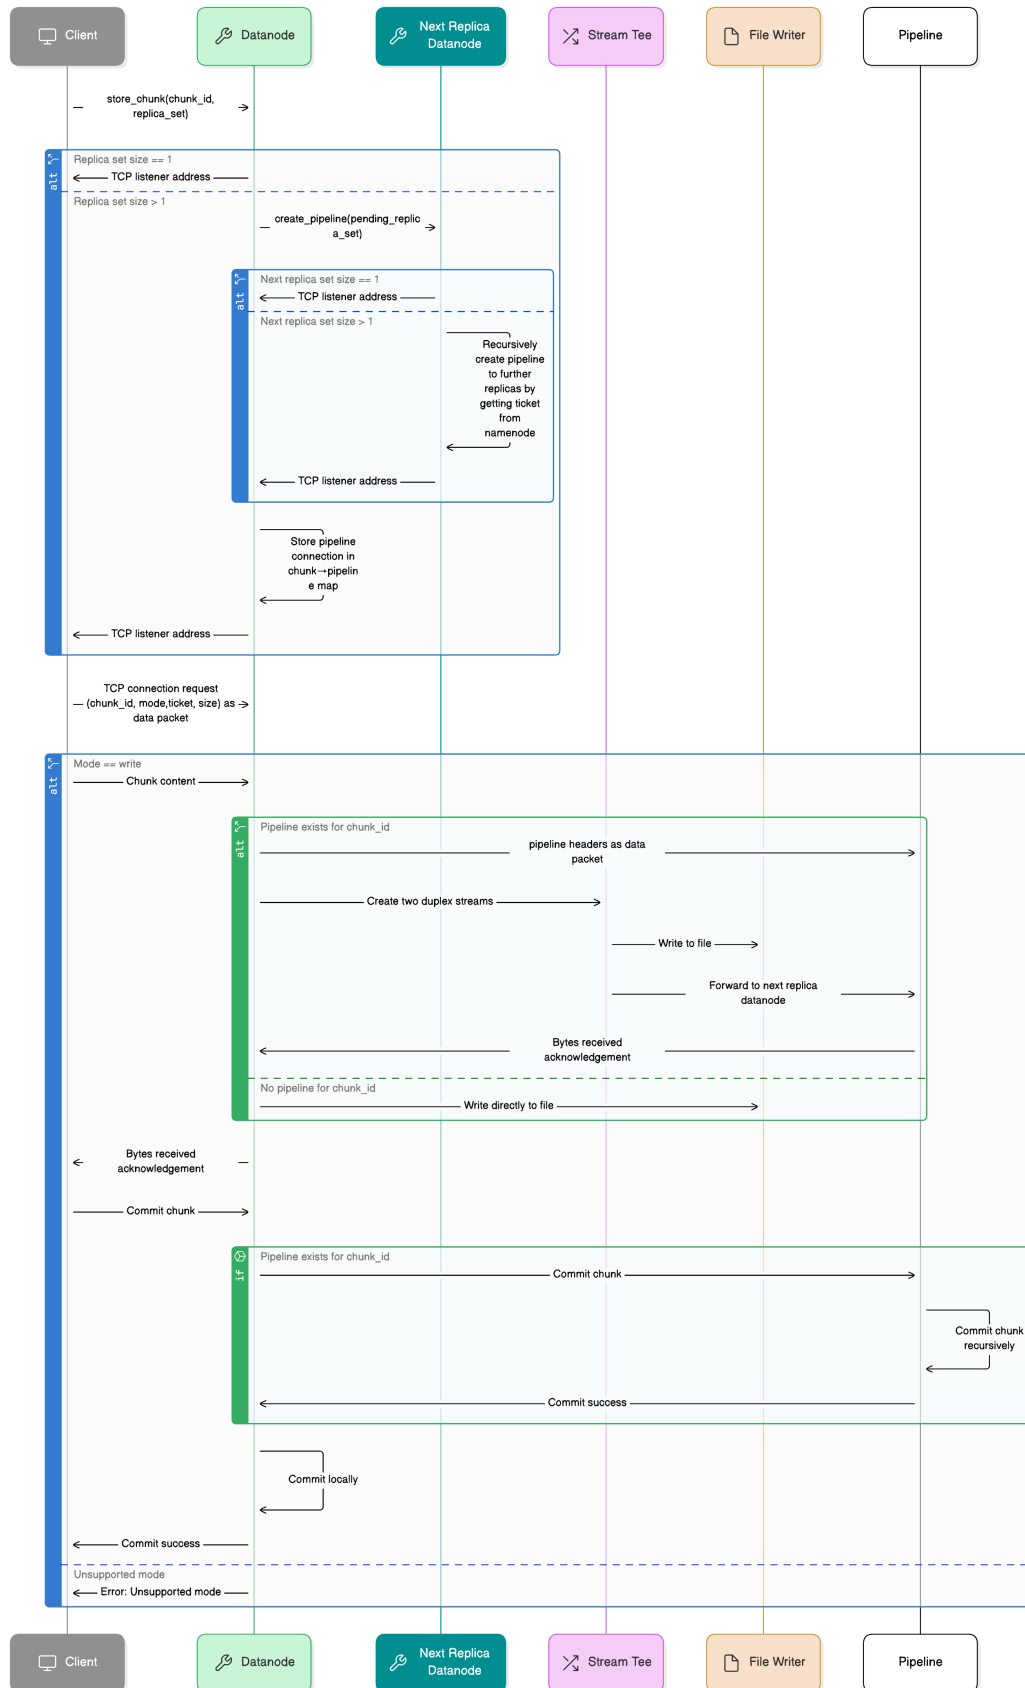 Client
Datanode
Next Replica
Datanode
Stream Tee
File Writer
Pipeline
store_chunk(chunk_id,
replica_set)
alt
Replica set size == 1
TCP listener address
Replica set size > 1
create_pipeline(pending_replic
a_set)
alt
Next replica set size == 1
TCP listener address
Next replica set size > 1
Recursively
create pipeline
to further
replicas by
getting ticket
from
namenode
TCP listener address
Store pipeline
connection in
chunk→pipelin
e map
TCP listener address
TCP connection request
(chunk_id, mode,ticket, size) as
data packet
alt
Mode == write
Chunk content
alt
Pipeline exists for chunk_id
pipeline headers as data
packet
Create two duplex streams
Write to file
Forward to next replica
datanode
Bytes received
acknowledgement
No pipeline for chunk_id
Write directly to file
Bytes received
acknowledgement
Commit chunk
if
Pipeline exists for chunk_id
Commit chunk
Commit chunk
recursively
Commit success
Commit locally
Commit success
Unsupported mode
Error: Unsupported mode
Client
Datanode
Next Replica
Datanode
Stream Tee
File Writer
Pipeline